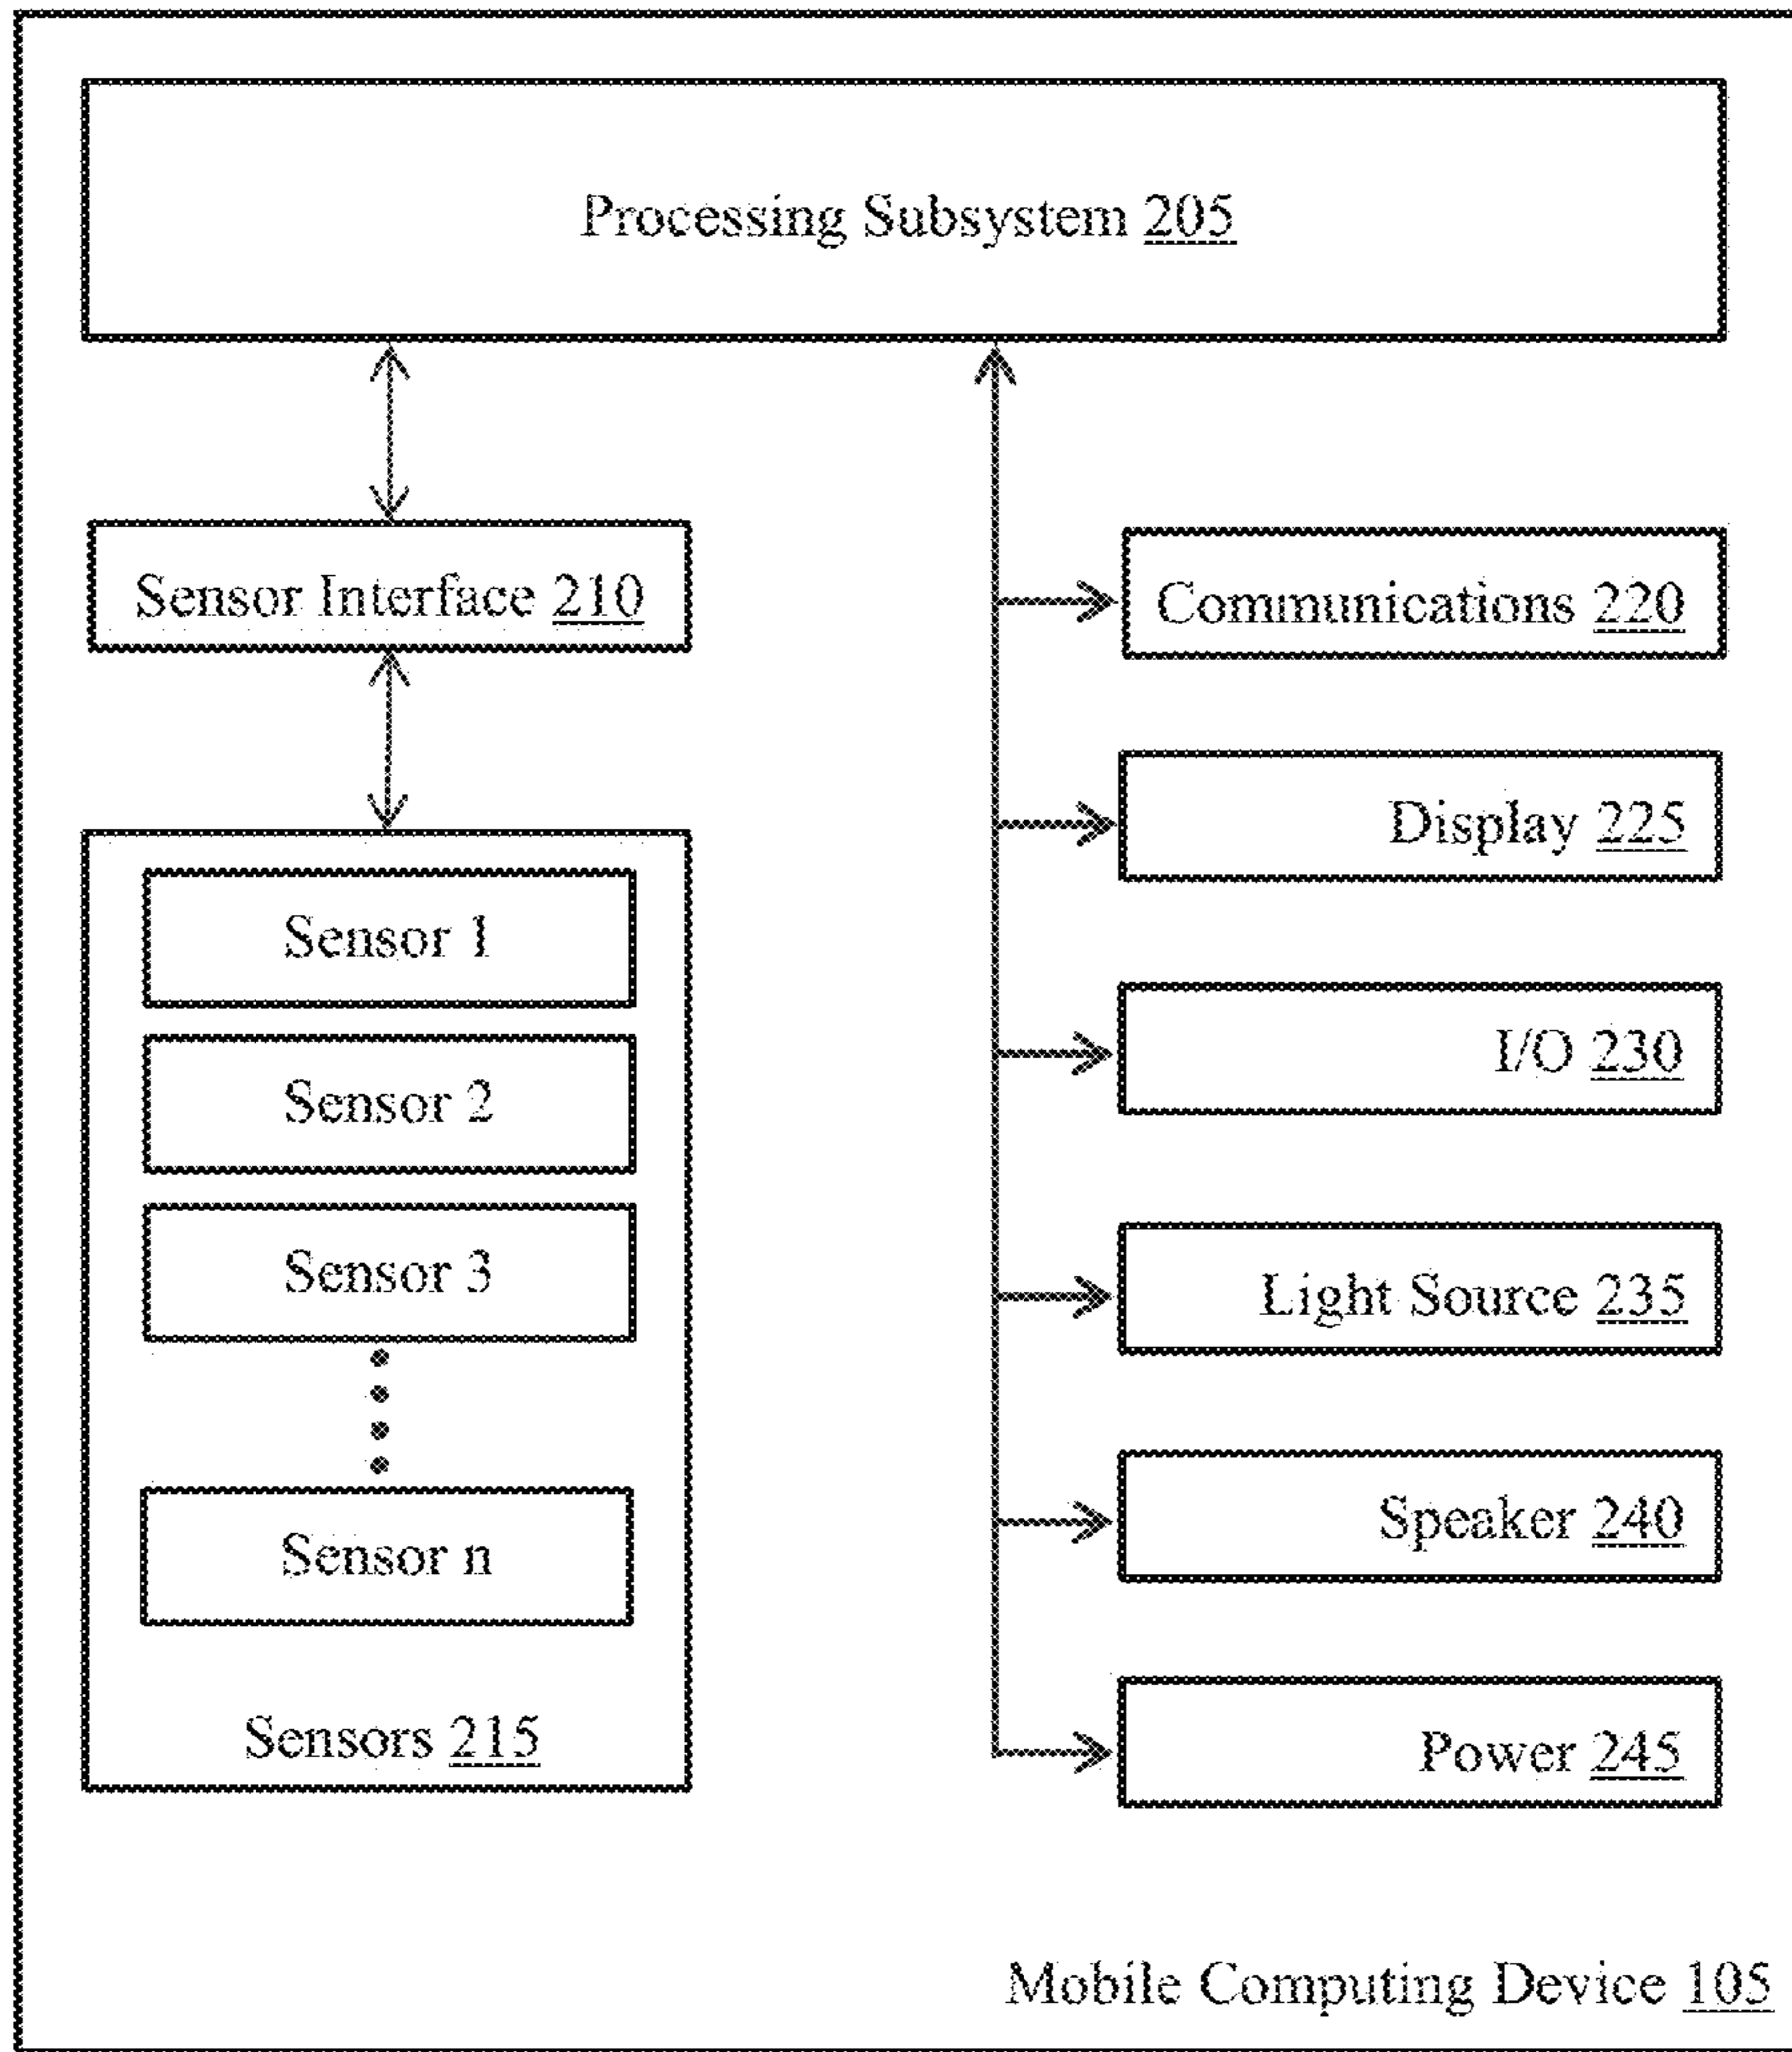 Processing Subsystem 205
Sensor Interface 210
Sensor 1
Sensor 2
Sensor 3
Sensor n
Sensors 215
Communications 220
Display 225
I/O 230
Light Source 235
Speaker 240
Power 245
Mobile Computing Device 105